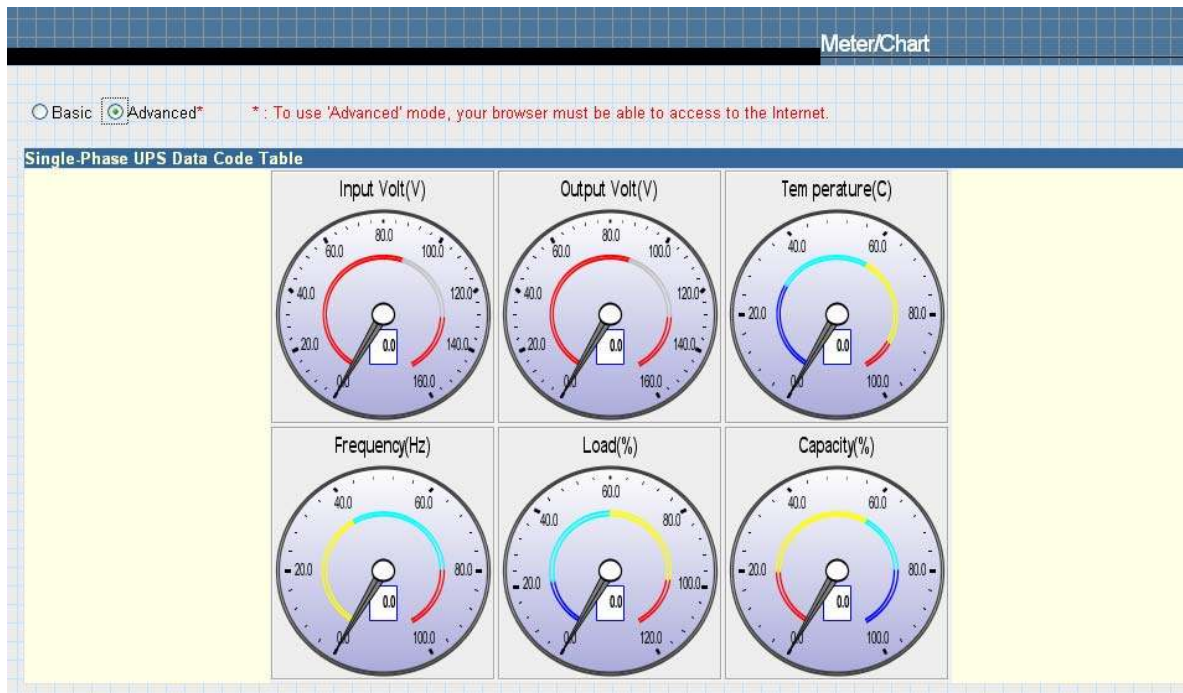 Meter/Chart
Basic Advanced* * : To use 'Advanced' mode, your browser must be able to access to the Internet.
Single-Phase UPS Data Code Table
Input Volt(V)
0.0 20.0 40.0 60.0 80.0 100.0 120.0 140.0 160.0
0.0
Output Volt(V)
0.0 20.0 40.0 60.0 80.0 100.0 120.0 140.0 160.0
0.0
Tem perature(C)
0.0 20.0 40.0 60.0 80.0 100.0
0.0
Frequency(Hz)
0.0 20.0 40.0 60.0 80.0 100.0
0.0
Load(%)
0.0 20.0 40.0 60.0 80.0 100.0 120.0
0.0
Capacity(%)
0.0 20.0 40.0 60.0 80.0 100.0
0.0